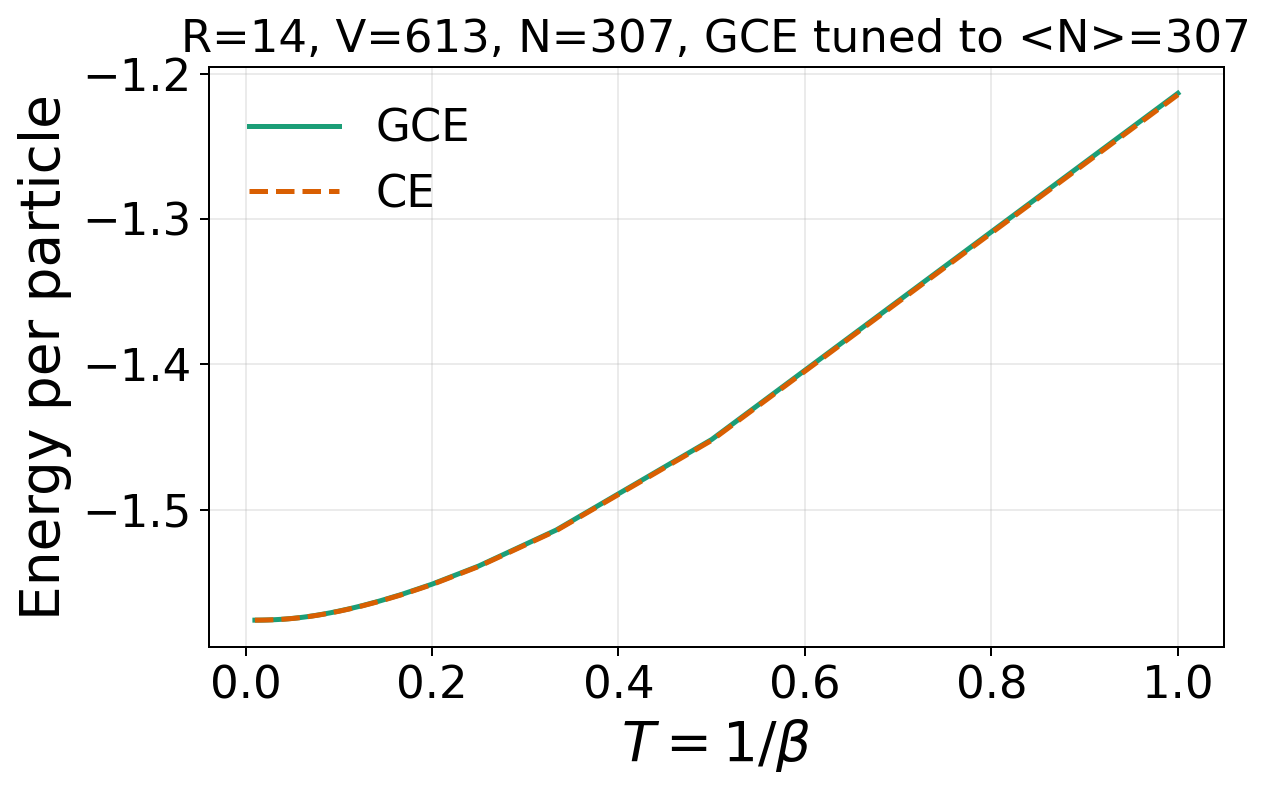 R=14, V=613, N=307, GCE tuned to <N>=307
Energy per particle
−1.2
−1.3
−1.4
−1.5
GCE
CE
0.0 0.2 0.4 0.6 0.8 1.0
T = 1/β